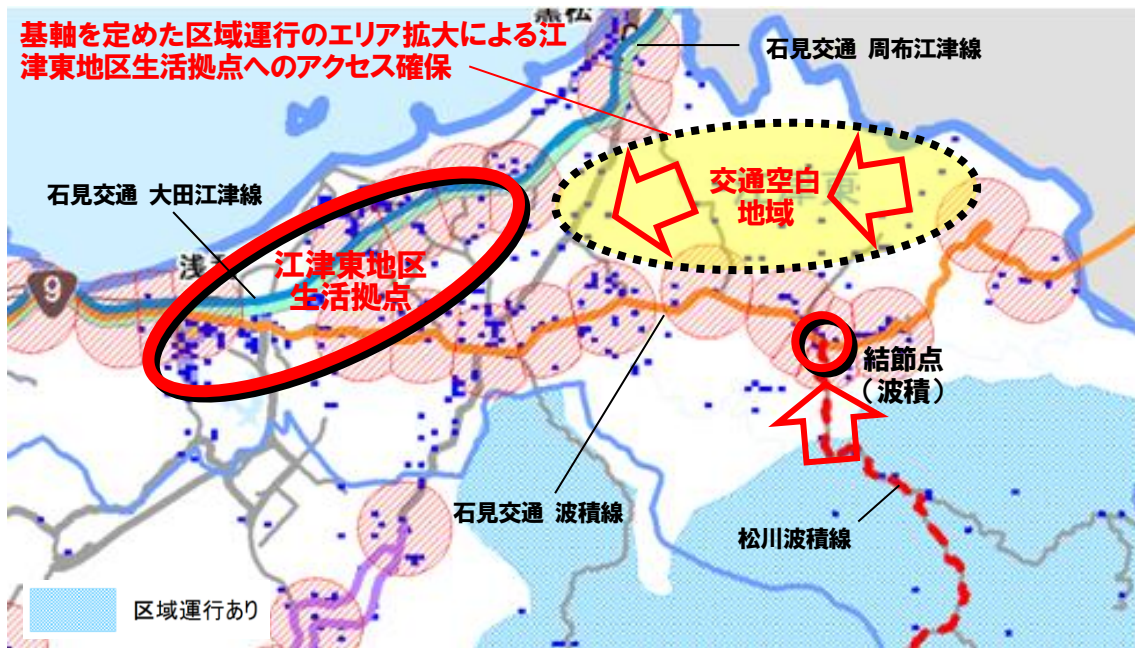 黒松
基軸を定めた区域運行のエリア拡大による江
津東地区生活拠点へのアクセス確保
石見交通 周布江津線
石見交通 大田江津線
交通空白
地域
東
浅
9
江津東地区
生活拠点
結節点
（波積）
石見交通 波積線
松川波積線
区域運行あり